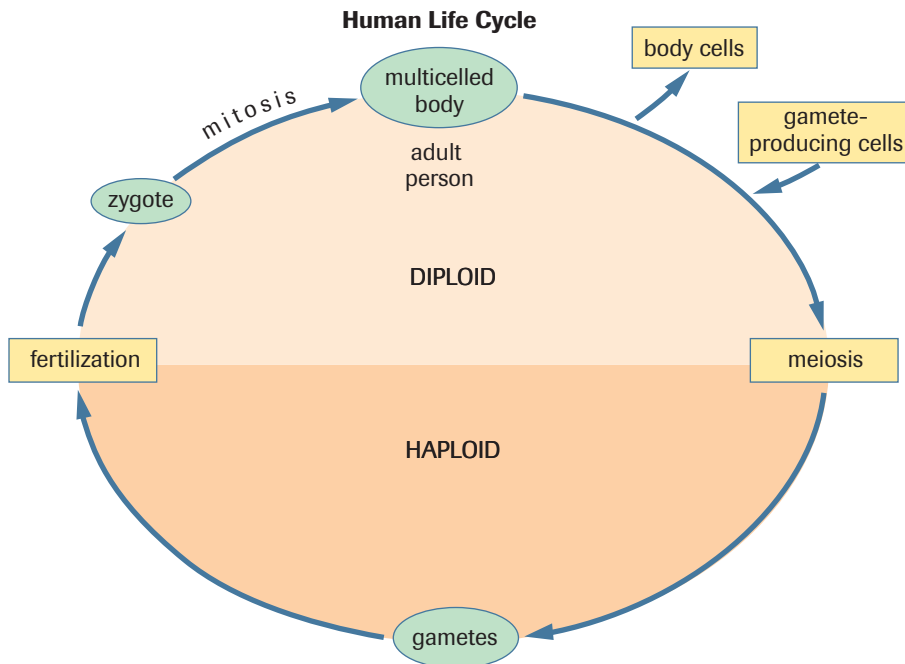 Human Life Cycle
body cells
multicelled
body
mitosis
gamete-
producing cells
adult
person
zygote
DIPLOID
fertilization
meiosis
HAPLOID
gametes